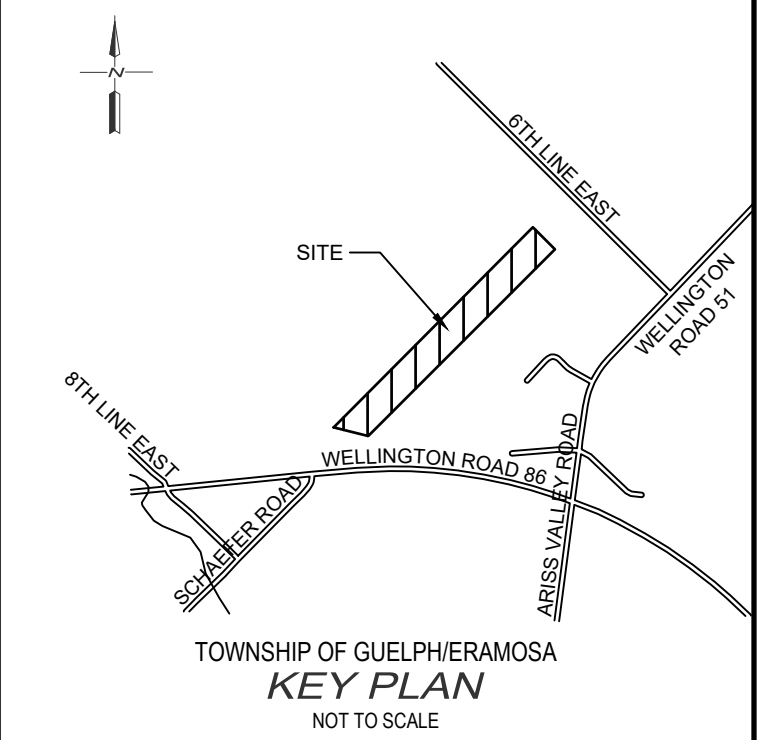 N
6TH LINE EAST
SITE
WELLINGTON
ROAD 51
8TH LINE EAST
WELLINGTON ROAD 86
SCHAEFER ROAD
ARISS VALLEY ROAD
TOWNSHIP OF GUELPH/ERAMOSA
KEY PLAN
NOT TO SCALE